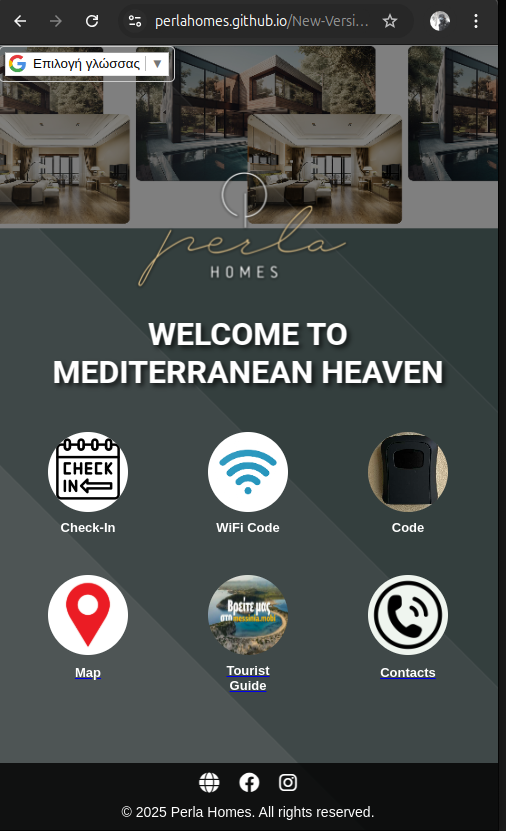 perlahomes.github.io/New-Versi...
Επιλογή γλώσσας ▼
perla
HOMES
WELCOME TO
MEDITERRANEAN HEAVEN
CHECK
IN
Check-In
WiFi Code
Code
Βρείτε μας
στο messinia.mobi
Map
Tourist
Guide
Contacts
© 2025 Perla Homes. All rights reserved.